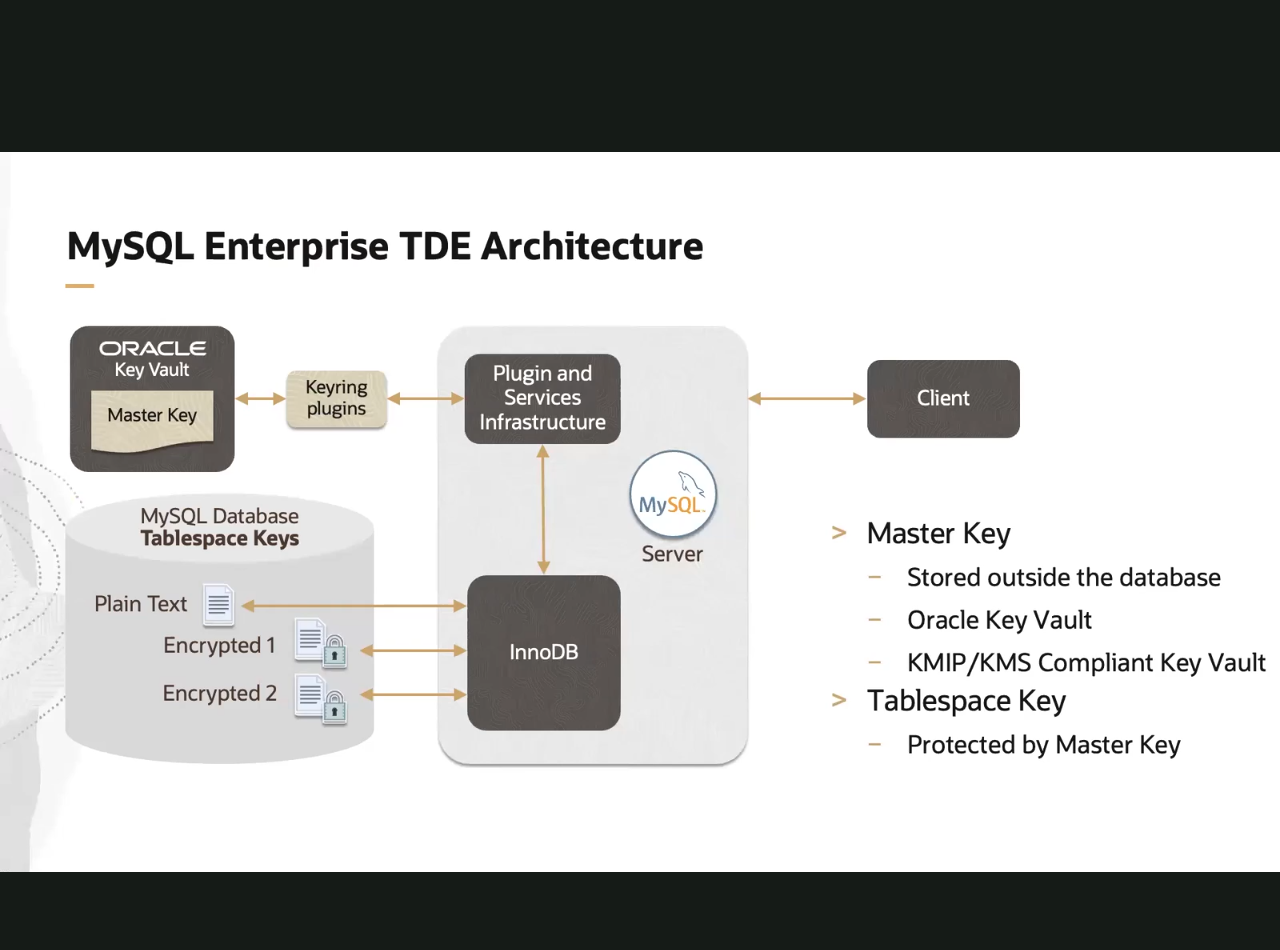 MySQL Enterprise TDE Architecture
ORACLE
Key Vault
Master Key
Keyring
plugins
Plugin and
Services
Infrastructure
Client
MySQL
Server
MySQL Database
Tablespace Keys
Plain Text
Encrypted 1
Encrypted 2
InnoDB
> Master Key
– Stored outside the database
– Oracle Key Vault
– KMIP/KMS Compliant Key Vault
> Tablespace Key
– Protected by Master Key